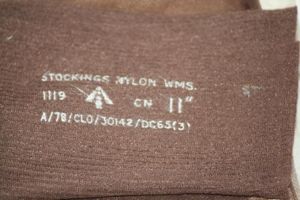 STOCKINGS NYLON WMS.
1119 CN 11"
A/78/CLO/30142/DC65(3)